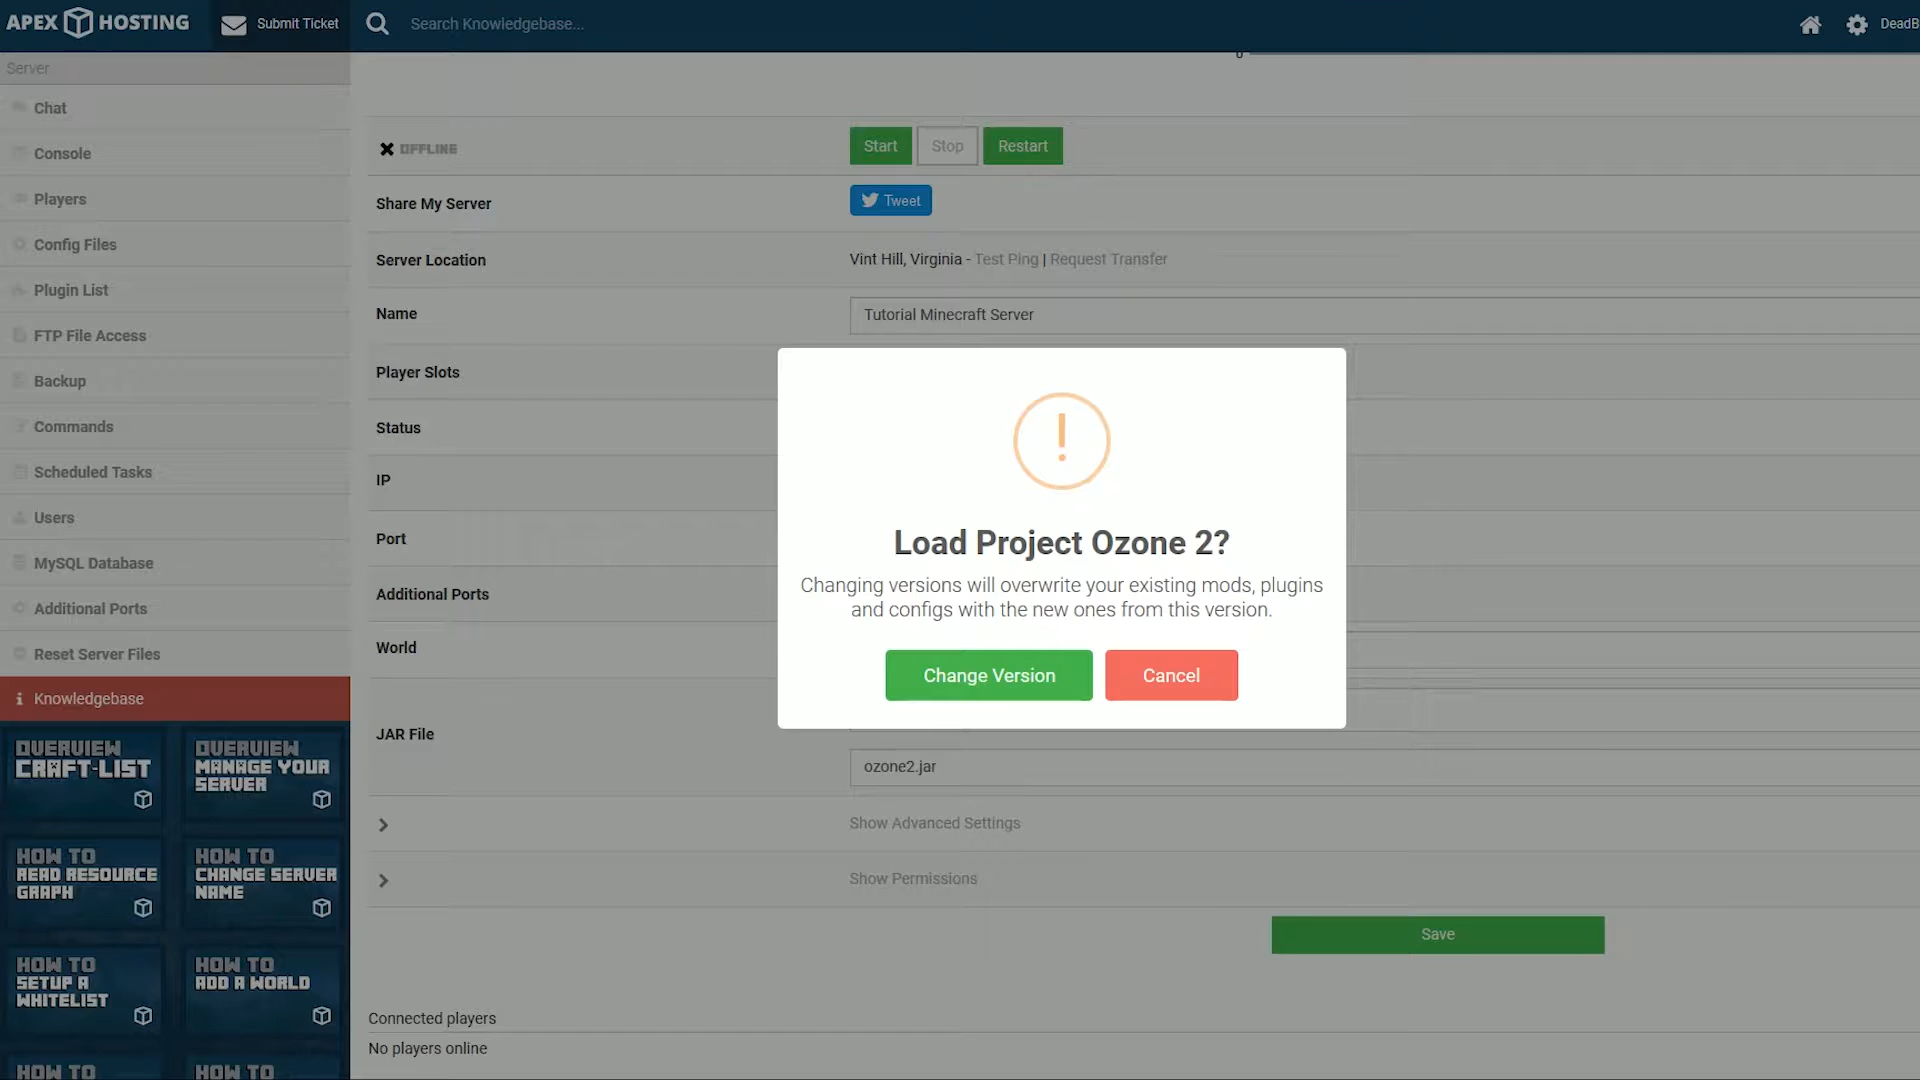 APEX HOSTING
Submit Ticket
Search Knowledgebase...
DeadB
Server
Chat
Console
Players
Config Files
Plugin List
FTP File Access
Backup
Commands
Scheduled Tasks
Users
MySQL Database
Additional Ports
Reset Server Files
Knowledgebase
OVERVIEW
CRAFT-LIST
OVERVIEW
MANAGE YOUR
SERVER
HOW TO
READ RESOURCE
GRAPH
HOW TO
CHANGE SERVER
NAME
HOW TO
SETUP A
WHITELIST
HOW TO
ADD A WORLD
HOW TO
HOW TO
0
OFFLINE
Start
Stop
Restart
Share My Server
Tweet
Server Location
Vint Hill, Virginia - Test Ping | Request Transfer
Name
Tutorial Minecraft Server
Player Slots
Status
IP
Port
Additional Ports
World
JAR File
ozone2.jar
Show Advanced Settings
Show Permissions
Save
Connected players
No players online
Load Project Ozone 2?
Changing versions will overwrite your existing mods, plugins
and configs with the new ones from this version.
Change Version
Cancel